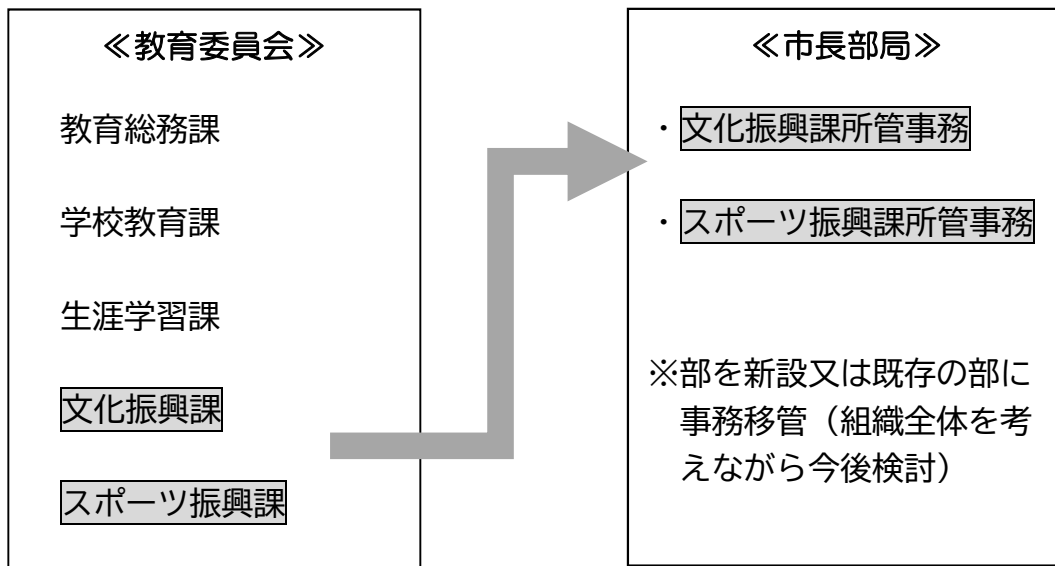 ≪教育委員会≫
教育総務課
学校教育課
生涯学習課
文化振興課
スポーツ振興課
≪市長部局≫
・文化振興課所管事務
・スポーツ振興課所管事務
※部を新設又は既存の部に
事務移管（組織全体を考
えながら今後検討）